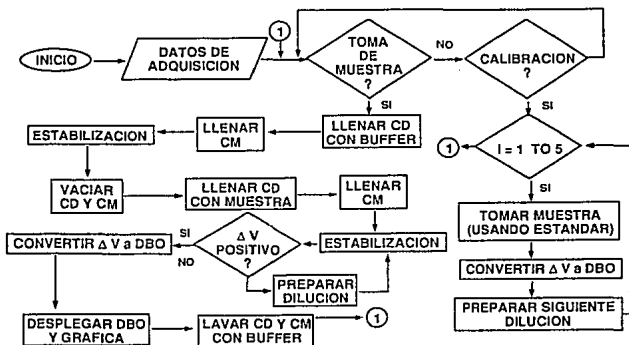 1
INICIO
DATOS DE
ADQUISICION
TOMA
DE
MUESTRA
?
NO
CALIBRACION
?
SI
SI
ESTABILIZACION
LLENAR
CM
LLENAR CD
CON BUFFER
1
I = 1 TO 5
SI
VACIAR
CD Y CM
LLENAR CD
CON MUESTRA
LLENAR
CM
TOMAR MUESTRA
(USANDO ESTANDAR)
CONVERTIR Δ V a DBO
SI
NO
Δ V
POSITIVO
?
ESTABILIZACION
CONVERTIR Δ V a DBO
PREPARAR
DILUCION
PREPARAR SIGUIENTE
DILUCION
DESPLEGAR DBO
Y GRAFICA
LAVAR CD Y CM
CON BUFFER
1